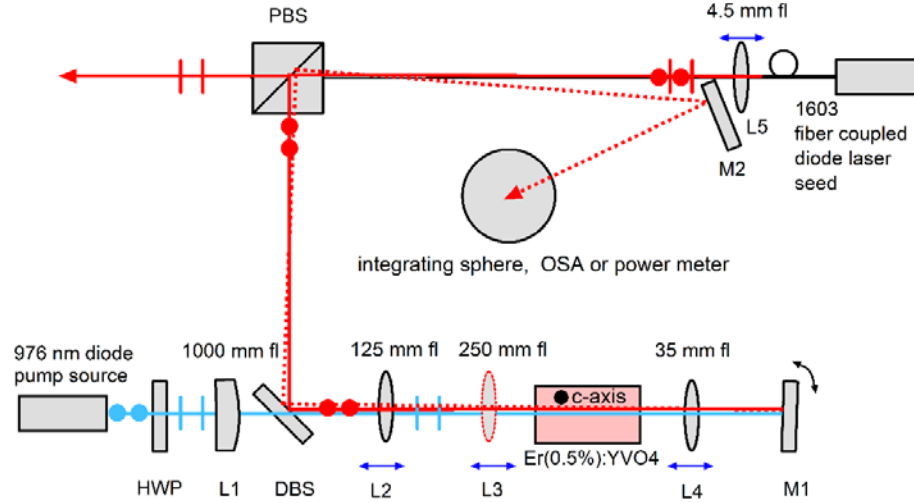 PBS
4.5 mm fl
L5
M2
1603
fiber coupled
diode laser
seed
integrating sphere,  OSA or power meter
976 nm diode
pump source
1000 mm fl
125 mm fl
250 mm fl
35 mm fl
c-axis
Er(0.5%):YVO4
HWP
L1
DBS
L2
L3
L4
M1